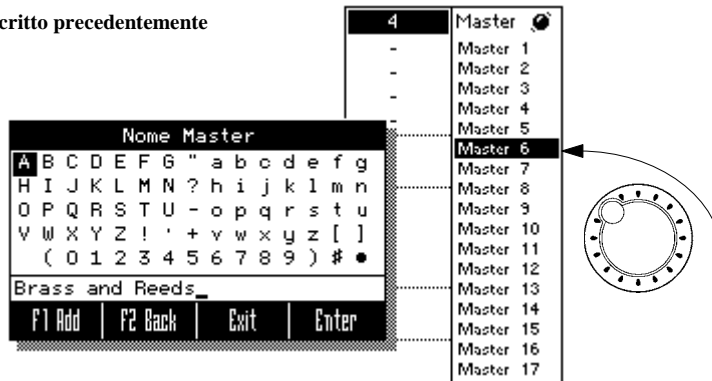 critto precedentemente
4
Master
-
-
-
-
Master 1
Master 2
Master 3
Master 4
Master 5
Master 6
Master 7
Master 8
Master 9
Master 10
Master 11
Master 12
Master 13
Master 14
Master 15
Master 16
Master 17
Nome Master
A B C D E F G " a b c d e f g
H I J K L M N ? h i j k l m n
O P Q R S T U - o p q r s t u
V W X Y Z ! ' + v w x y z [ ]
( 0 1 2 3 4 5 6 7 8 9 ) # ●
Brass and Reeds_
F1 Add F2 Back Exit Enter